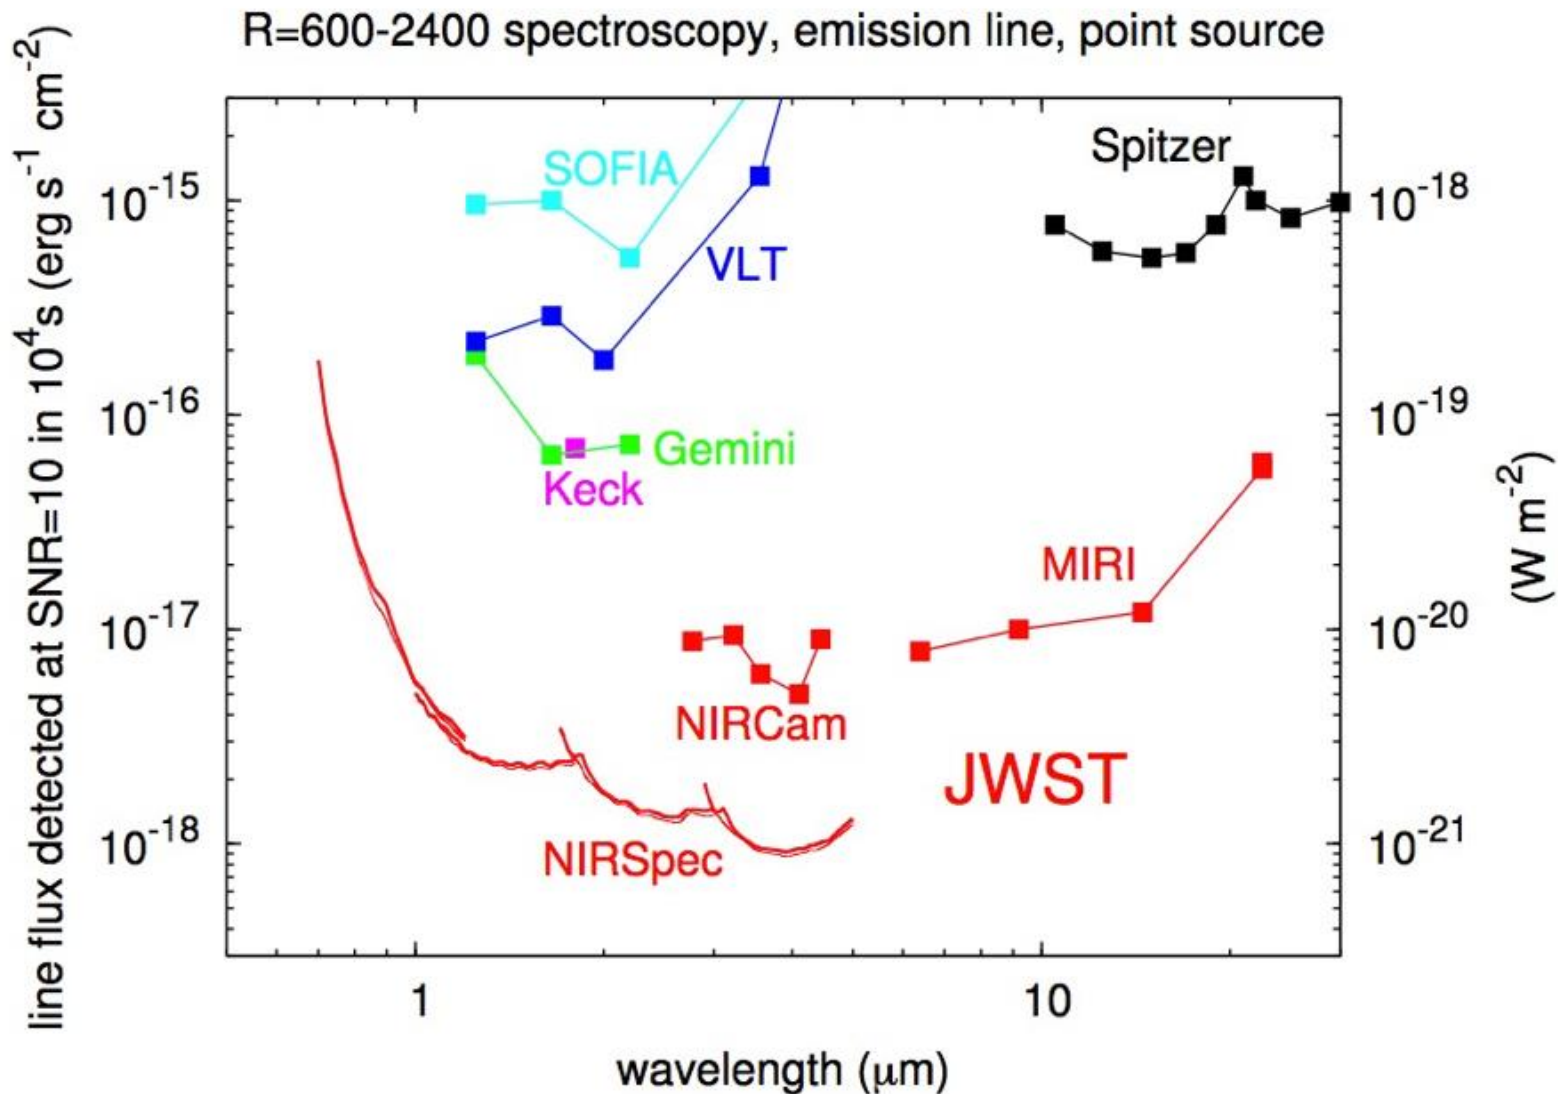 R=600-2400 spectroscopy, emission line, point source
line flux detected at SNR=10 in 10⁴s (erg s⁻¹ cm⁻²)
10⁻¹⁵
10⁻¹⁶
10⁻¹⁷
10⁻¹⁸
SOFIA
VLT
Gemini
Keck
Spitzer
MIRI
NIRCam
JWST
NIRSpec
10⁻¹⁸
10⁻¹⁹
10⁻²⁰
10⁻²¹
(W m⁻²)
1
10
wavelength (μm)